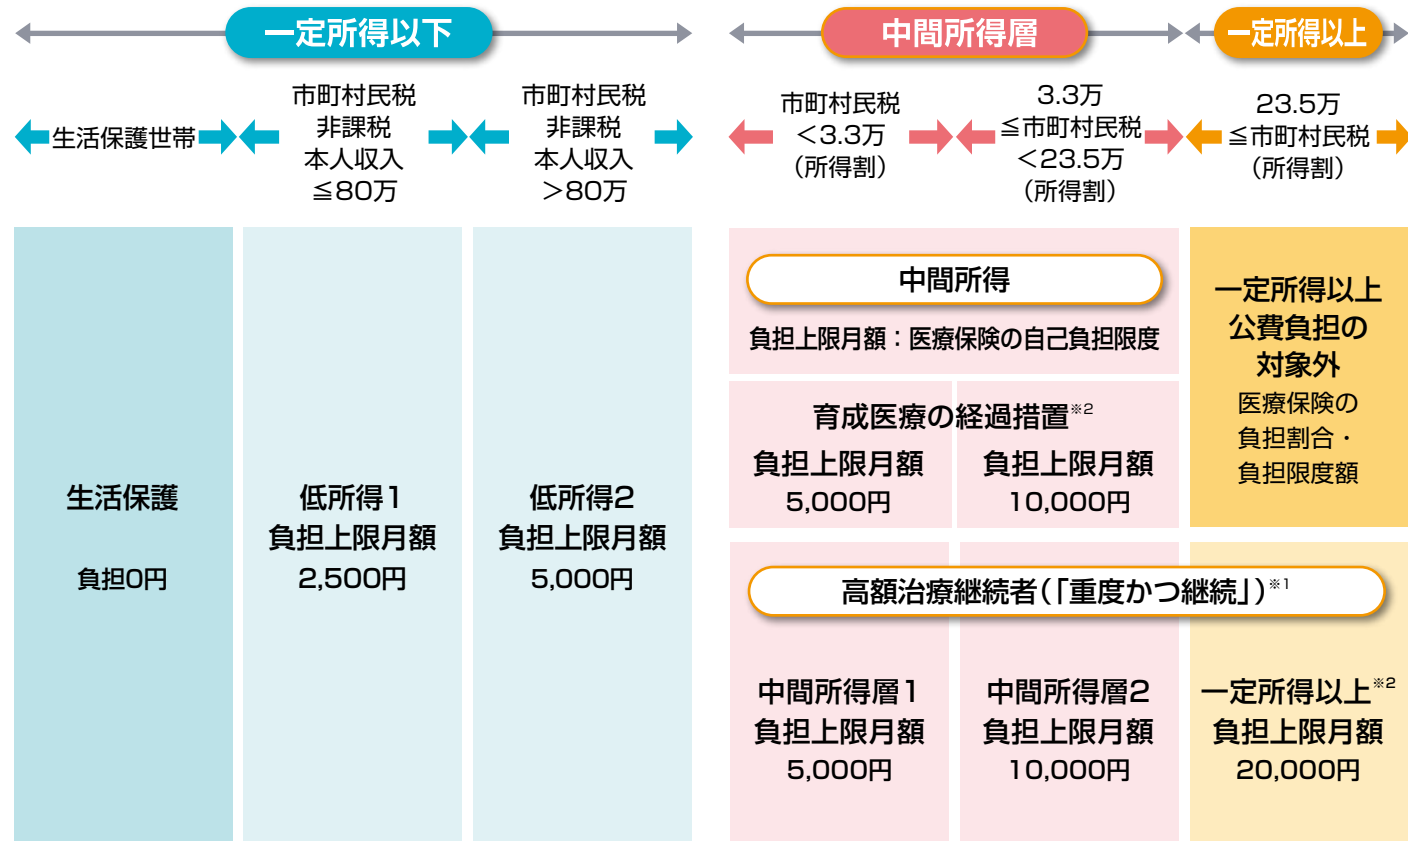 一定所得以下
中間所得層
一定所得以上
生活保護世帯
市町村民税
非課税
本人収入
≦80万
市町村民税
非課税
本人収入
＞80万
市町村民税
＜3.3万
（所得割）
3.3万
≦市町村民税
＜23.5万
（所得割）
23.5万
≦市町村民税
（所得割）
生活保護
負担0円
低所得1
負担上限月額
2,500円
低所得2
負担上限月額
5,000円
中間所得
負担上限月額：医療保険の自己負担限度
育成医療の経過措置※2
負担上限月額
5,000円
負担上限月額
10,000円
一定所得以上
公費負担の
対象外
医療保険の
負担割合・
負担限度額
高額治療継続者（「重度かつ継続」）※1
中間所得層1
負担上限月額
5,000円
中間所得層2
負担上限月額
10,000円
一定所得以上※2
負担上限月額
20,000円